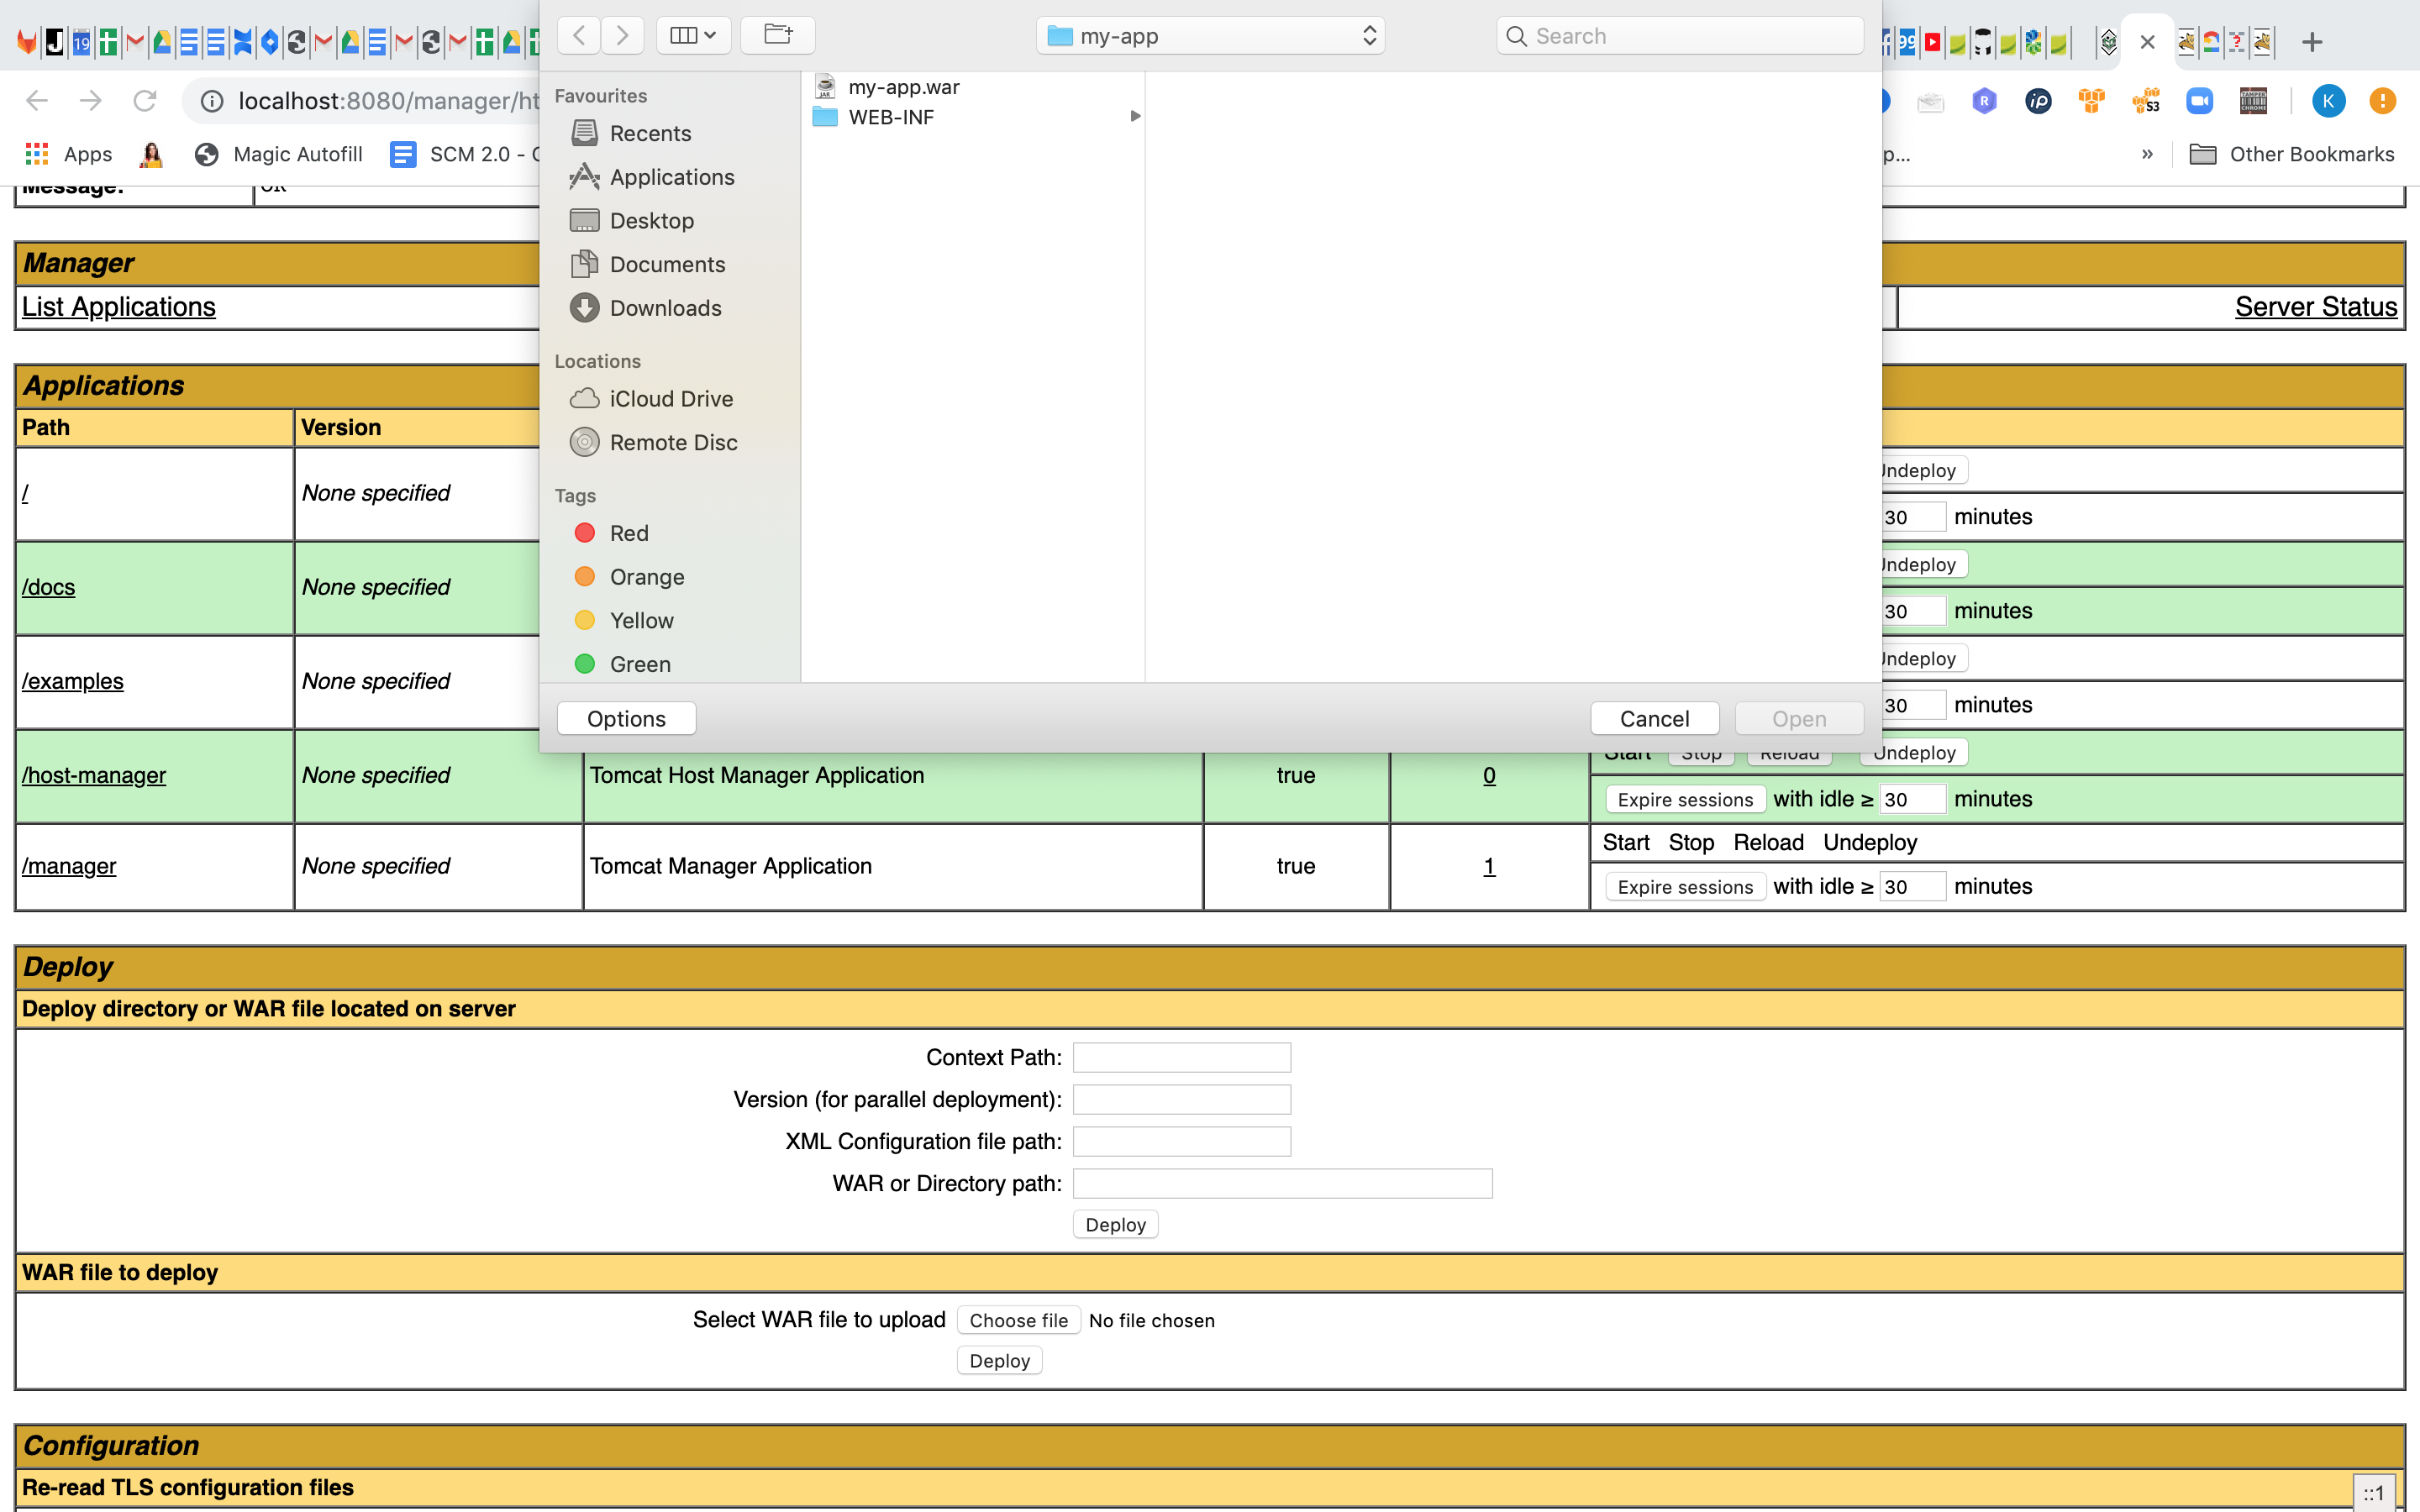 19
my-app
Search
99
localhost:8080/manager/ht
R
iP
S3
TAMPER
CHROME
K
Apps
Magic Autofill
SCM 2.0 -
p...
»
Other Bookmarks
Favourites
Recents
Applications
Desktop
Documents
Downloads
Locations
iCloud Drive
Remote Disc
Tags
Red
Orange
Yellow
Green
my-app.war
WEB-INF
Options
Cancel
Open
Message:
OK
Manager
List Applications
Server Status
Applications
Path
Version
/
None specified
Undeploy
30 minutes
/docs
None specified
Undeploy
30 minutes
/examples
None specified
Undeploy
30 minutes
/host-manager
None specified
Tomcat Host Manager Application
true
0
Start Stop Reload Undeploy
Expire sessions with idle ≥ 30 minutes
/manager
None specified
Tomcat Manager Application
true
1
Start Stop Reload Undeploy
Expire sessions with idle ≥ 30 minutes
Deploy
Deploy directory or WAR file located on server
Context Path:
Version (for parallel deployment):
XML Configuration file path:
WAR or Directory path:
Deploy
WAR file to deploy
Select WAR file to upload Choose file No file chosen
Deploy
Configuration
Re-read TLS configuration files
::1